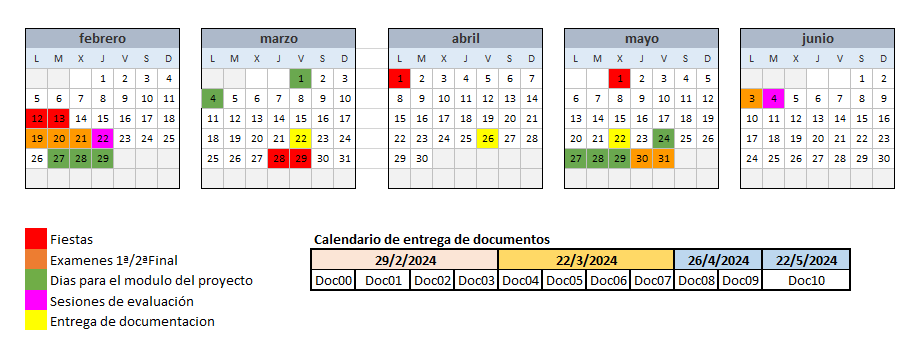 febrero marzo abril mayo junio
L M X J V S D L M X J V S D L M X J V S D L M X J V S D L M X J V S D
1 2 3 4 1 2 3 1 2 3 4 5 6 7 1 2 3 4 5 1 2
5 6 7 8 9 10 11 4 5 6 7 8 9 10 8 9 10 11 12 13 14 6 7 8 9 10 11 12 3 4 5 6 7 8 9
12 13 14 15 16 17 18 11 12 13 14 15 16 17 15 16 17 18 19 20 21 13 14 15 16 17 18 19 10 11 12 13 14 15 16
19 20 21 22 23 24 25 18 19 20 21 22 23 24 22 23 24 25 26 27 28 20 21 22 23 24 25 26 17 18 19 20 21 22 23
26 27 28 29 25 26 27 28 29 30 31 29 30 27 28 29 30 31 24 25 26 27 28 29 30
Fiestas
Examenes 1ª/2ªFinal
Dias para el modulo del proyecto
Sesiones de evaluación
Entrega de documentacion
Calendario de entrega de documentos
29/2/2024 22/3/2024 26/4/2024 22/5/2024
Doc00 Doc01 Doc02 Doc03 Doc04 Doc05 Doc06 Doc07 Doc08 Doc09 Doc10